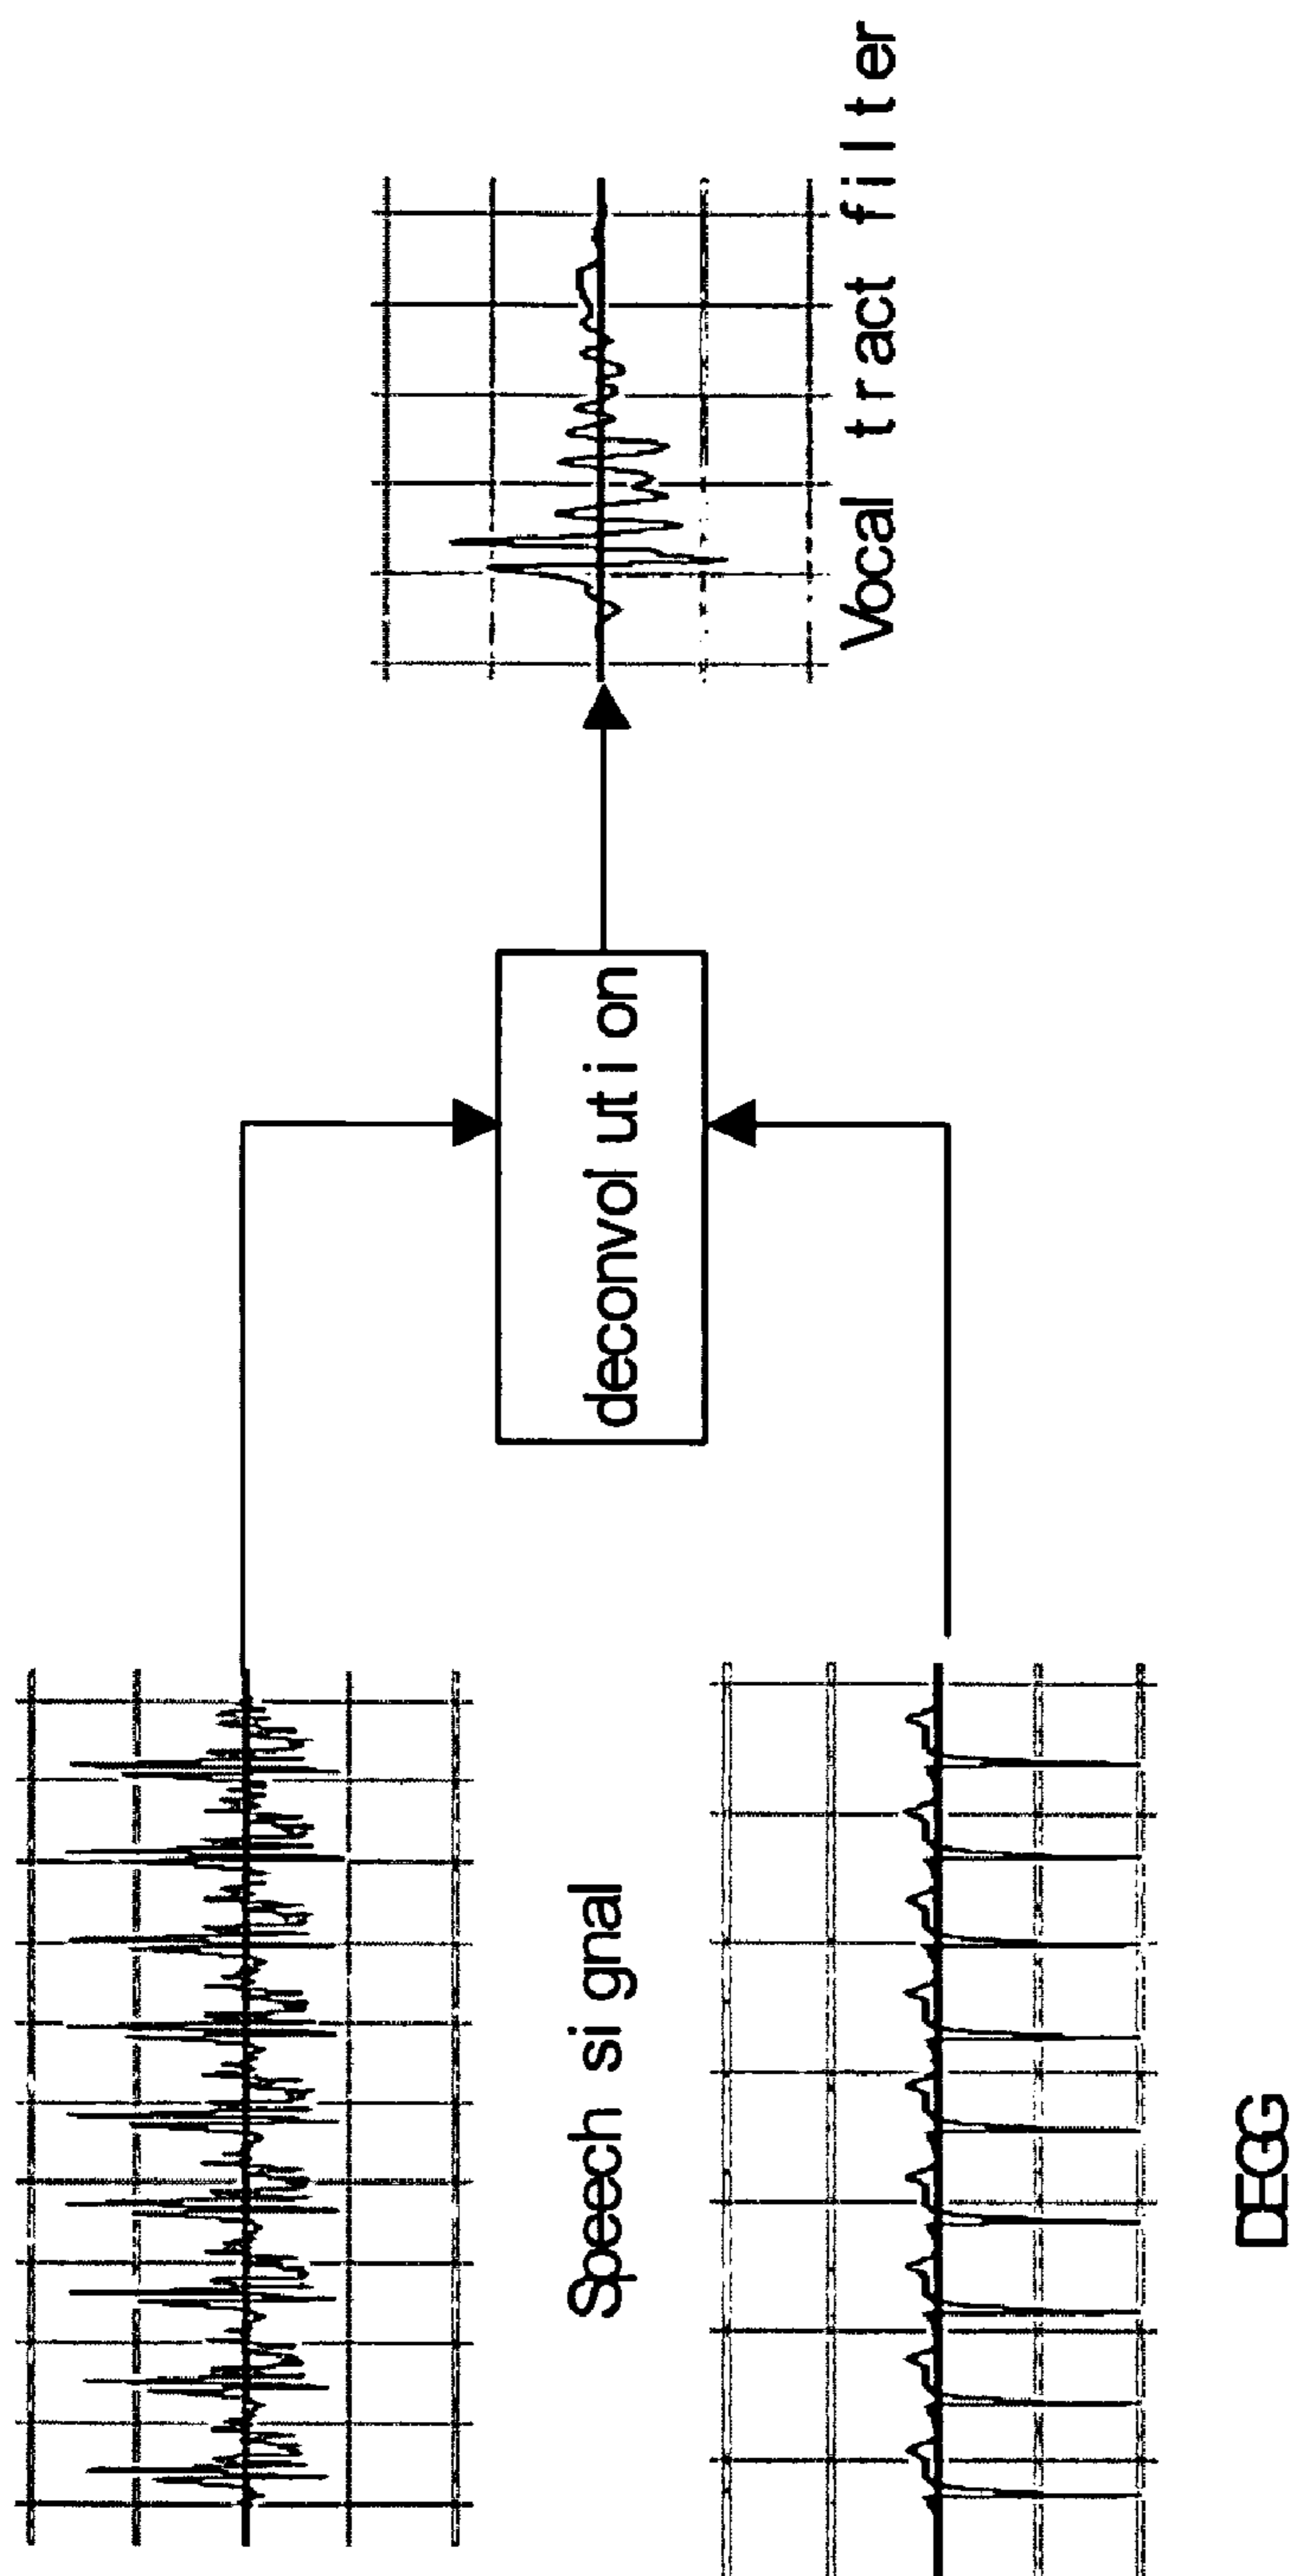 Speech signal
DEGG
deconvolution
Vocal tract filter